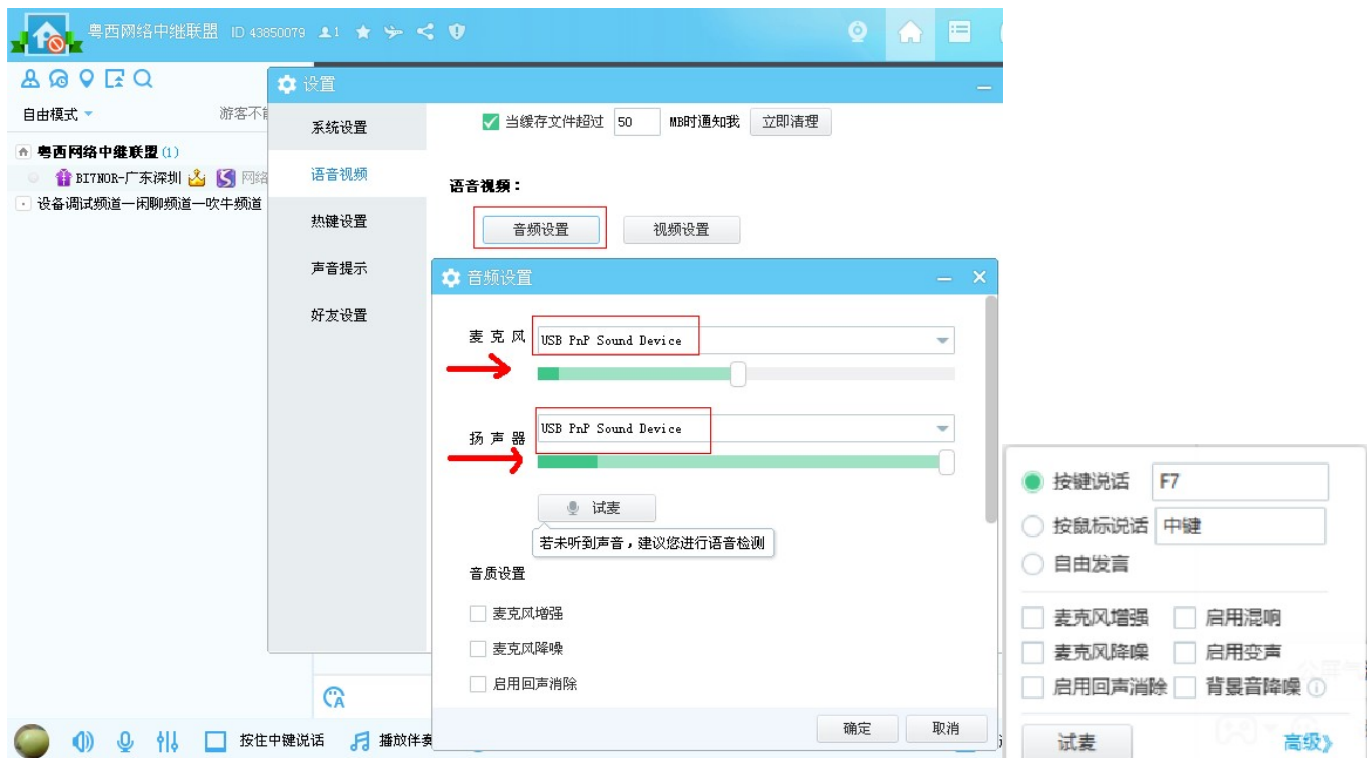 粤西网络中继联盟 ID 43850079 1
自由模式
游客不
粤西网络中继联盟 (1)
BI7NOR-广东深圳 网络
设备调试频道一闲聊频道一吹牛频道
设置
系统设置
语音视频
热键设置
声音提示
好友设置
当缓存文件超过 50 MB时通知我 立即清理
语音视频：
音频设置 视频设置
音频设置
麦克风 USB PnP Sound Device
扬声器 USB PnP Sound Device
试麦
若未听到声音，建议您进行语音检测
音质设置
麦克风增强
麦克风降噪
启用回声消除
确定 取消
按住中键说话 播放伴奏
按键说话 F7
按鼠标说话 中键
自由发言
麦克风增强 启用混响
麦克风降噪 启用变声
启用回声消除 背景音降噪
试麦 高级》